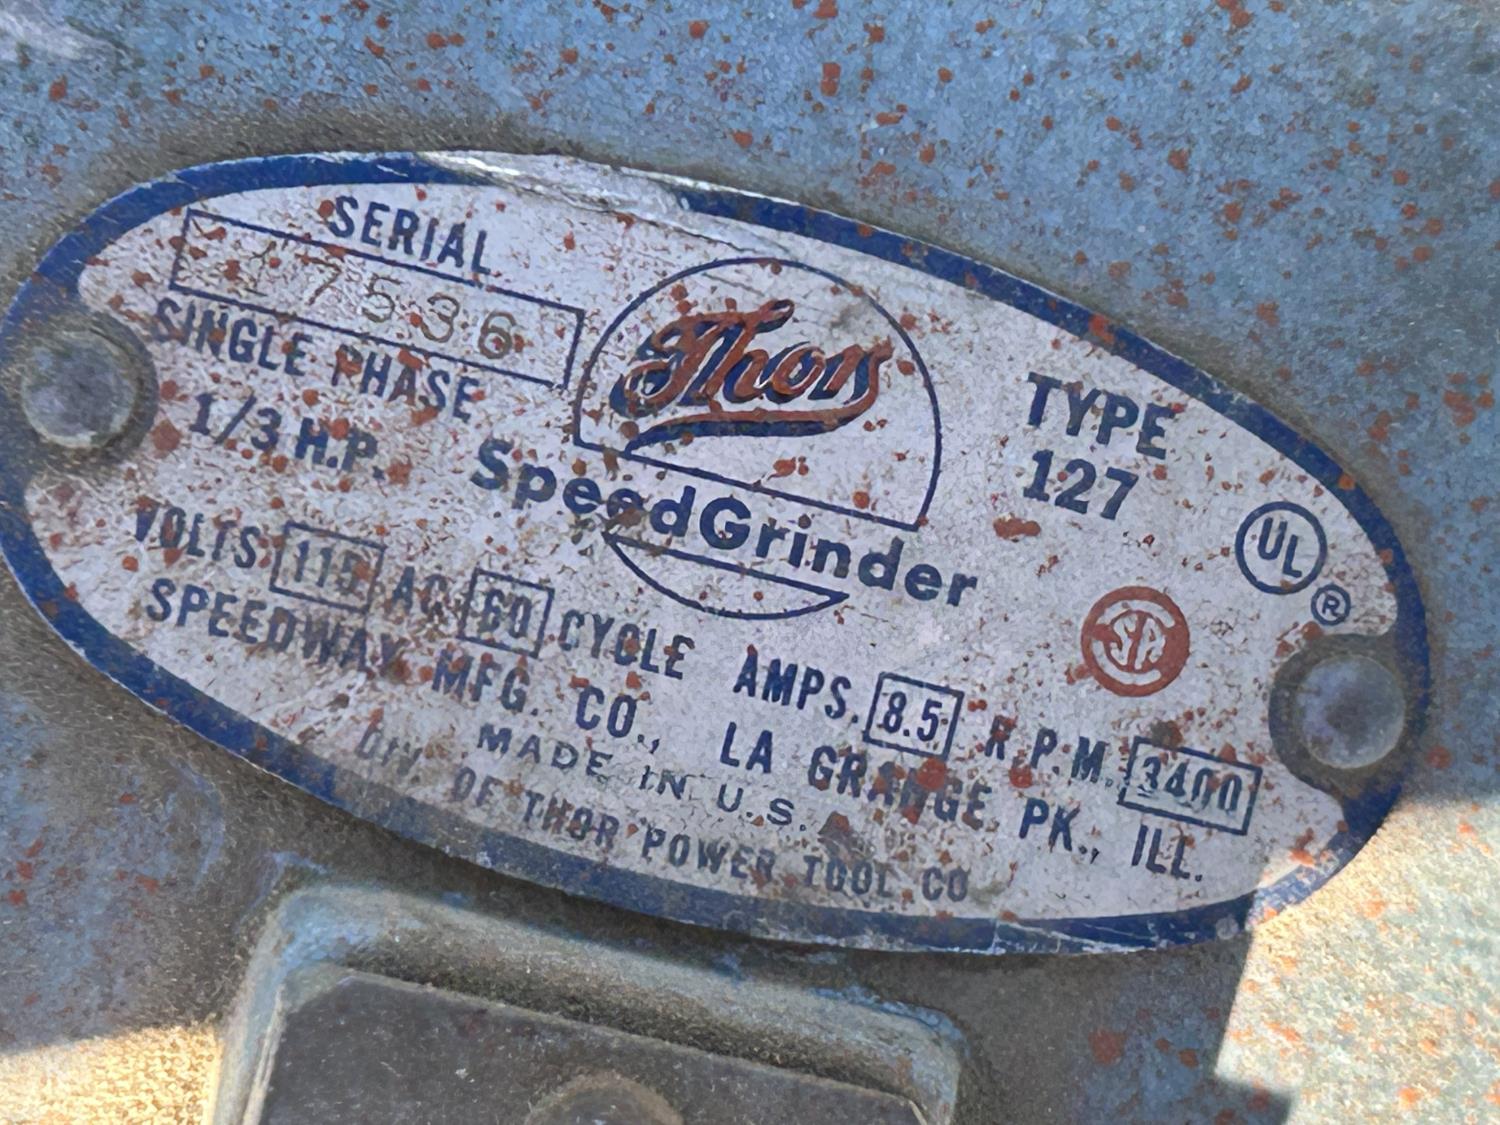 SERIAL
17536
SINGLE PHASE
1/3 H.P.
Thor
SpeedGrinder
TYPE
127
UL
®
SA
VOLTS 115 AC 60 CYCLE AMPS. 8.5 R.P.M. 3400
SPEEDWAY MFG. CO., LA GRANGE PK., ILL.
MADE IN U.S.
DIV. OF THOR POWER TOOL CO